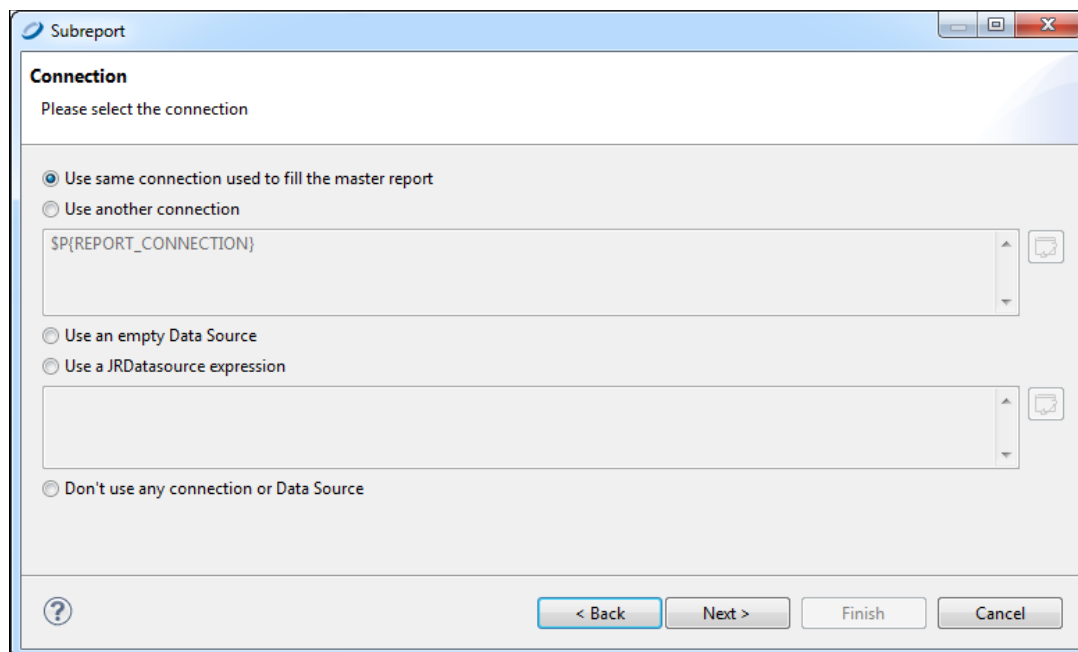 Subreport
Connection
Please select the connection
Use same connection used to fill the master report
Use another connection
$P{REPORT_CONNECTION}
Use an empty Data Source
Use a JRDatasource expression
Don't use any connection or Data Source
?
< Back
Next >
Finish
Cancel